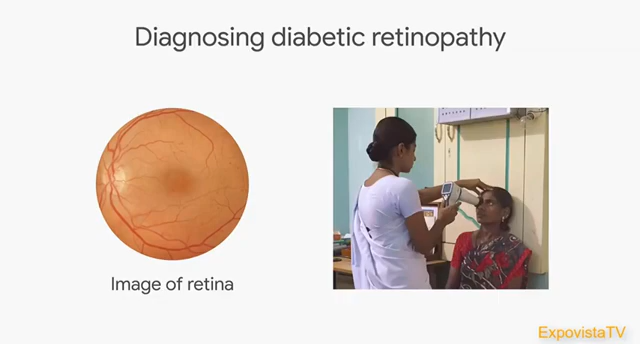 Diagnosing diabetic retinopathy
Image of retina
ExpovistaTV